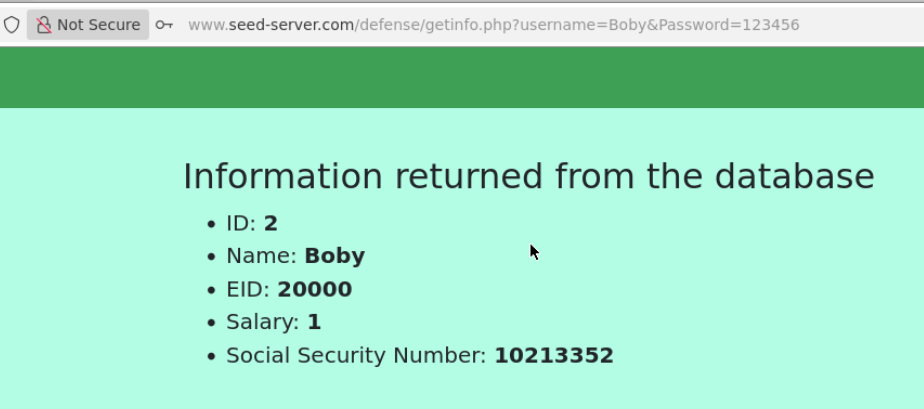 Not Secure www.seed-server.com/defense/getinfo.php?username=Boby&Password=123456
Information returned from the database
• ID: 2
• Name: Boby
• EID: 20000
• Salary: 1
• Social Security Number: 10213352